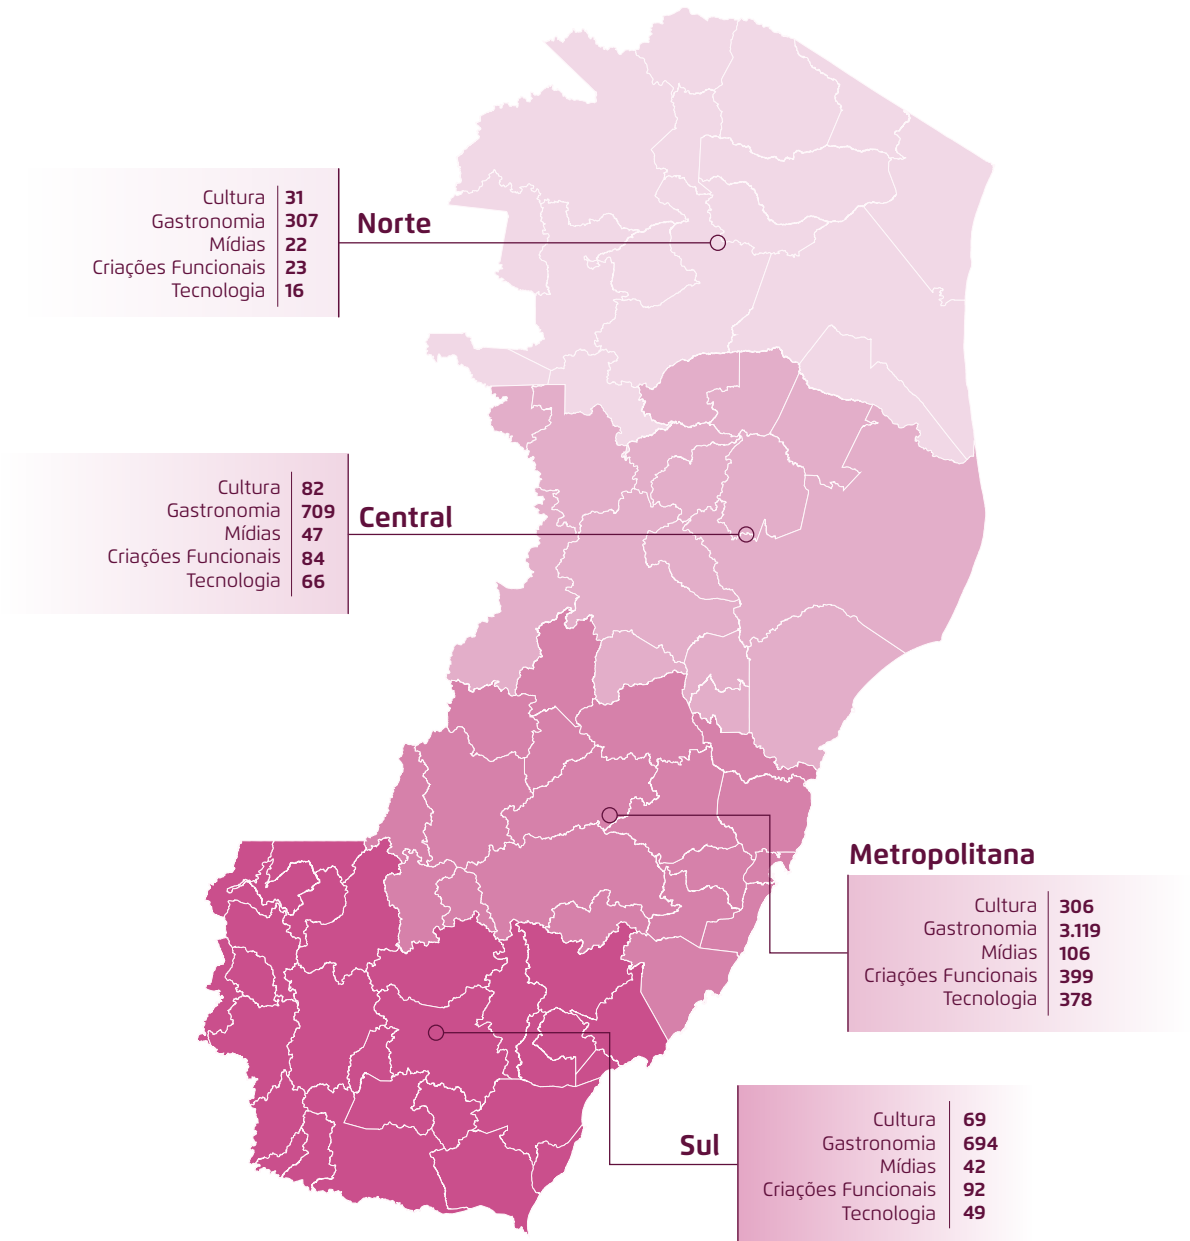 Cultura 31
Gastronomia 307
Mídias 22
Criações Funcionais 23
Tecnologia 16
Norte
Cultura 82
Gastronomia 709
Mídias 47
Criações Funcionais 84
Tecnologia 66
Central
Metropolitana
Cultura 306
Gastronomia 3.119
Mídias 106
Criações Funcionais 399
Tecnologia 378
Sul
Cultura 69
Gastronomia 694
Mídias 42
Criações Funcionais 92
Tecnologia 49